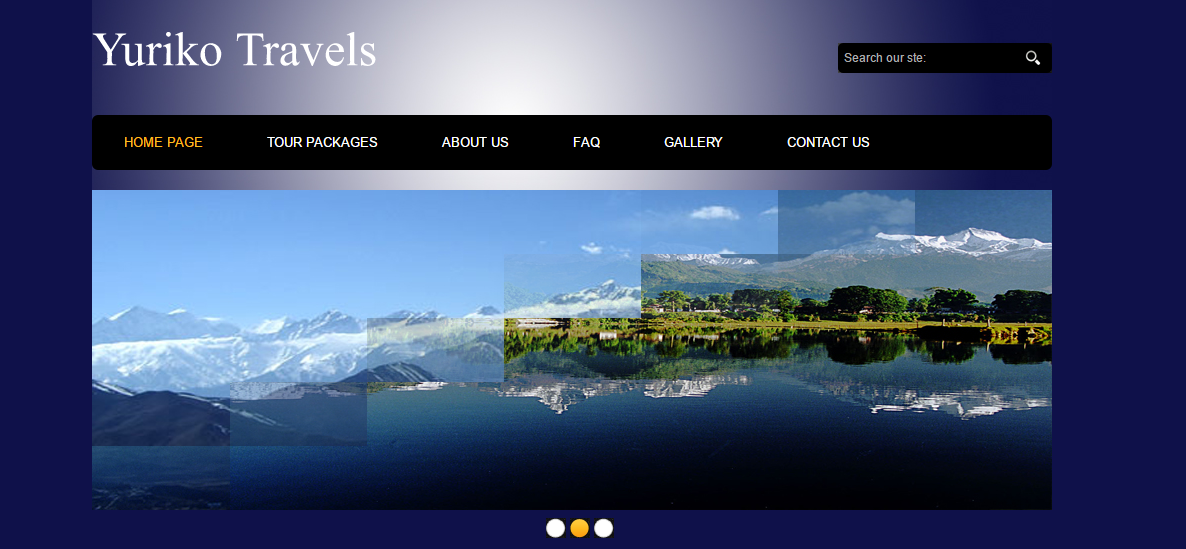 Yuriko Travels
Search our ste:
HOME PAGE TOUR PACKAGES ABOUT US FAQ GALLERY CONTACT US